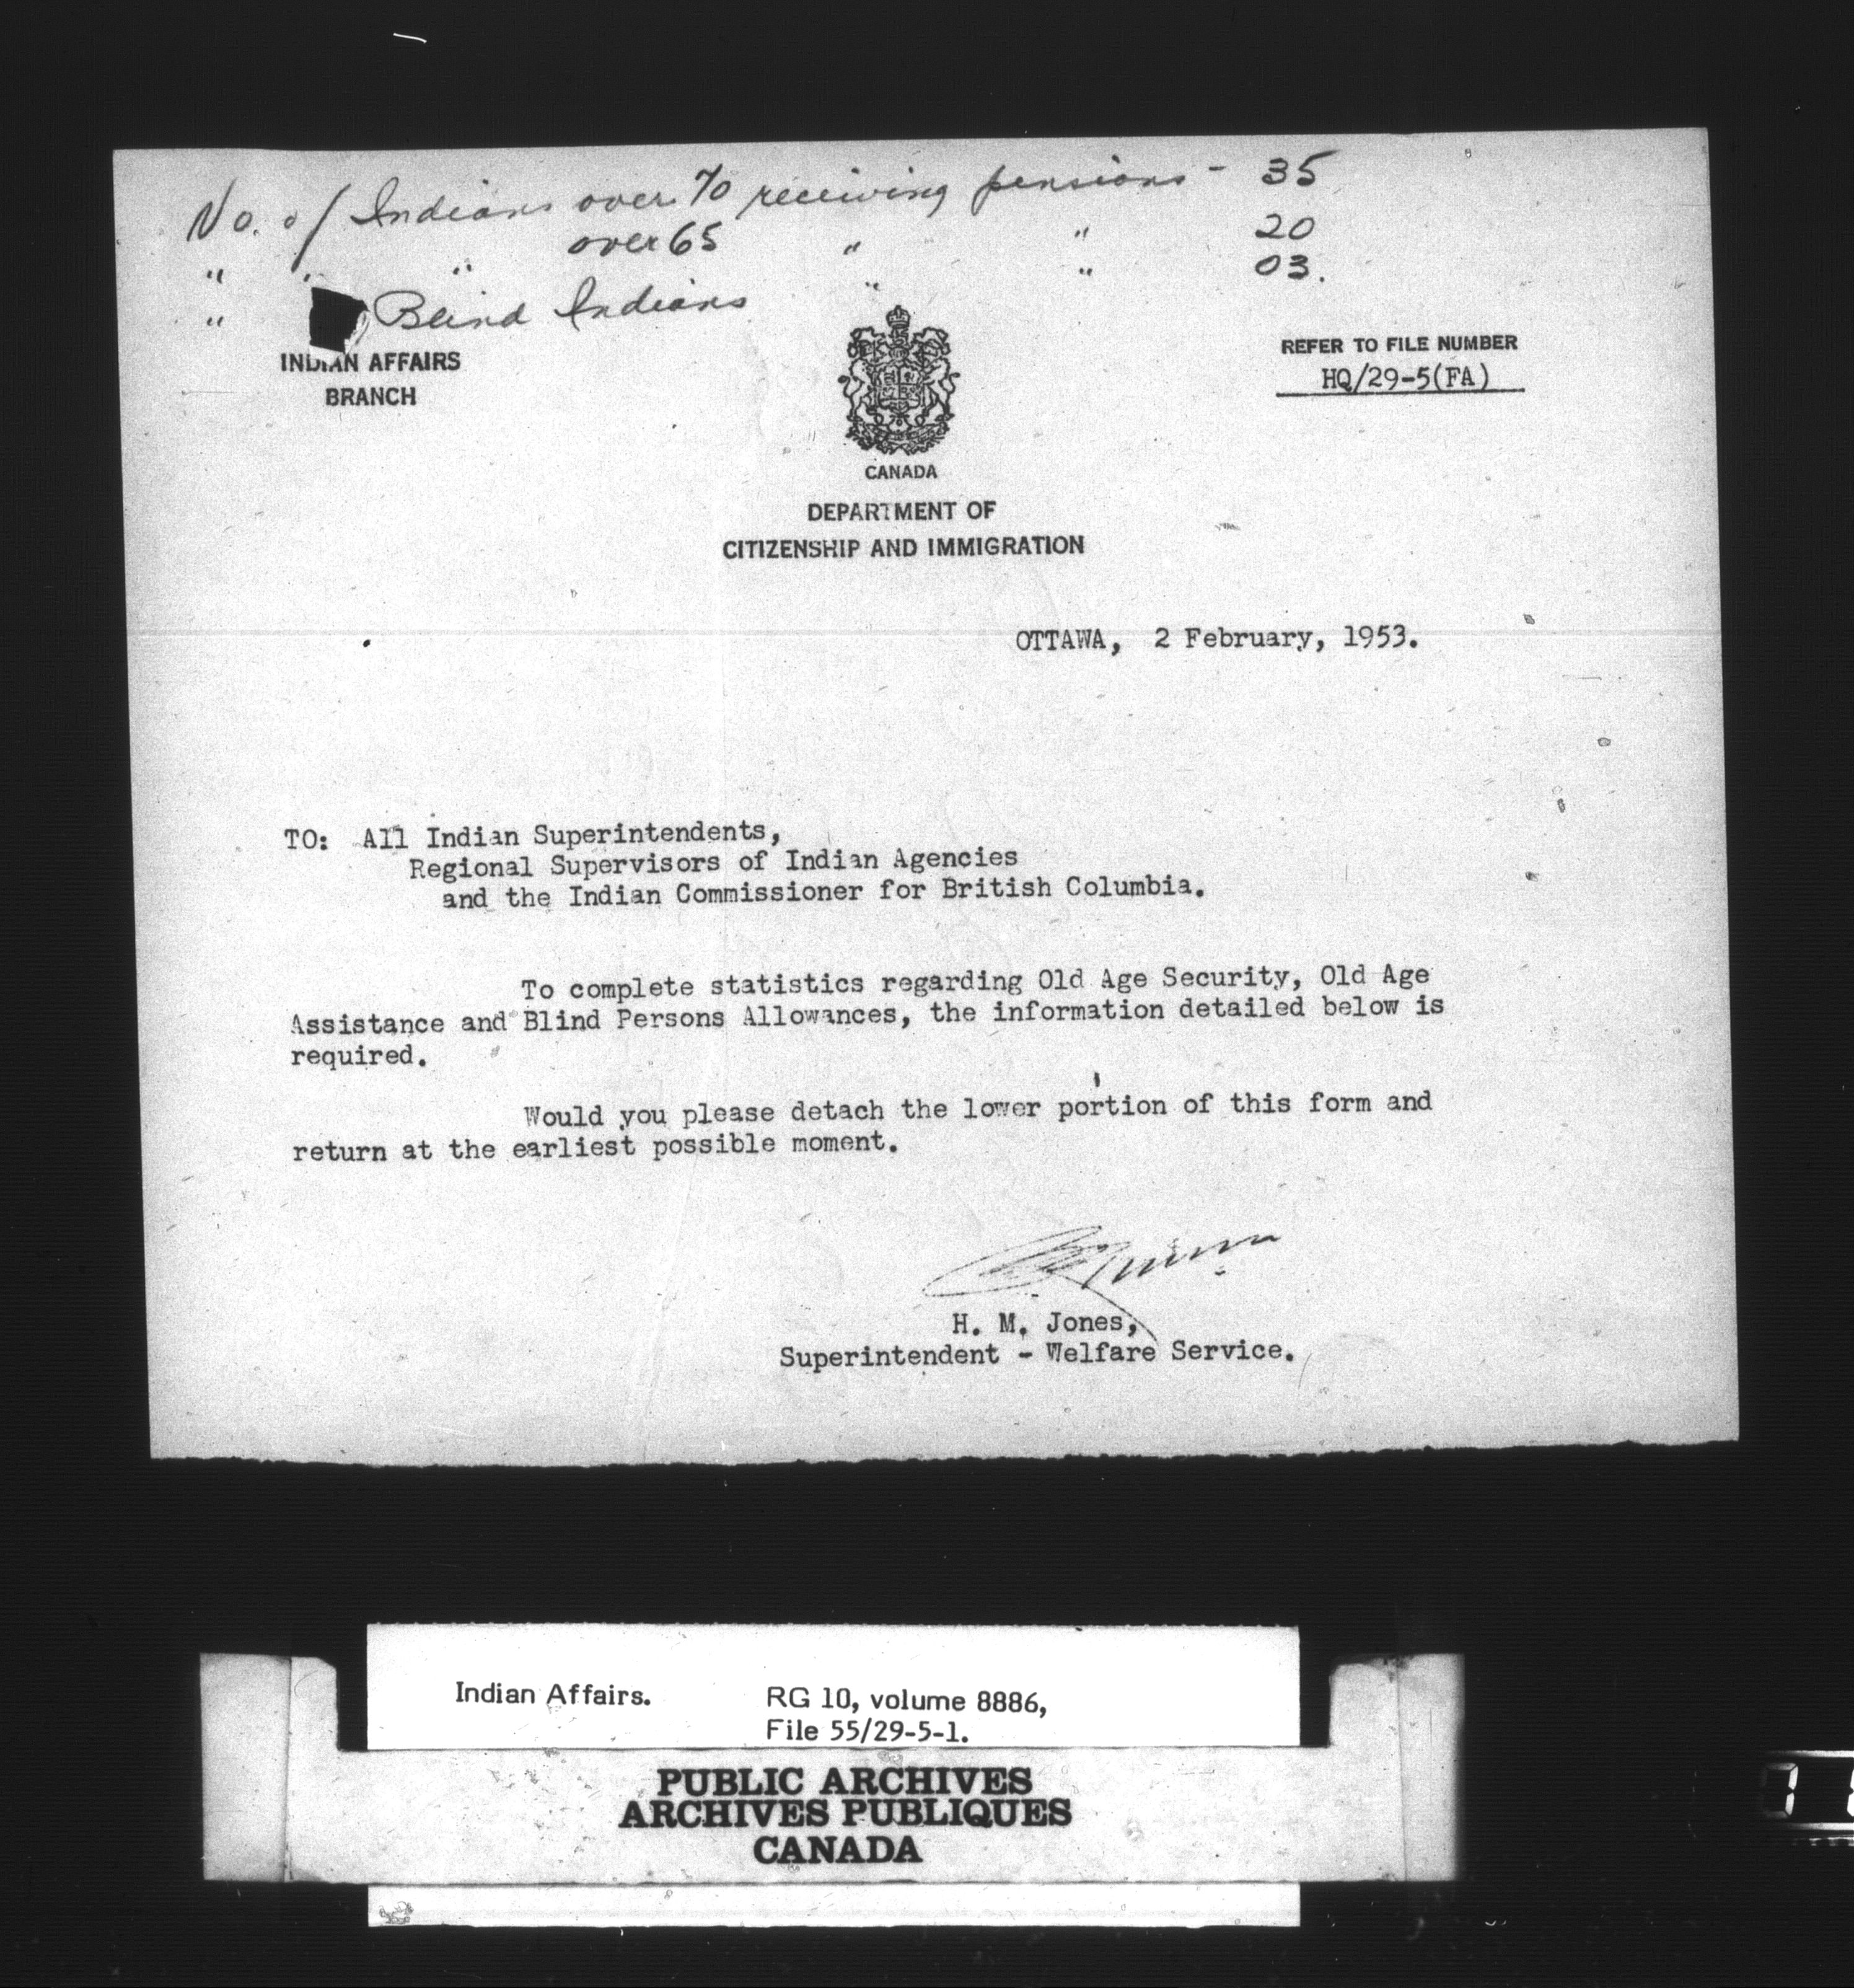 No. of Indians over 70 receiving pensions - 35
" " " over 65 " " 20
" Blind Indians " " 03.
INDIAN AFFAIRS
BRANCH
REFER TO FILE NUMBER
HQ/29-5(FA)
CANADA
DEPARTMENT OF
CITIZENSHIP AND IMMIGRATION
OTTAWA, 2 February, 1953.
TO: All Indian Superintendents,
Regional Supervisors of Indian Agencies
and the Indian Commissioner for British Columbia.
To complete statistics regarding Old Age Security, Old Age
Assistance and Blind Persons Allowances, the information detailed below is
required.
Would you please detach the lower portion of this form and
return at the earliest possible moment.
H. M. Jones,
Superintendent - Welfare Service.
Indian Affairs. RG 10, volume 8886,
File 55/29-5-1.
PUBLIC ARCHIVES
ARCHIVES PUBLIQUES
CANADA